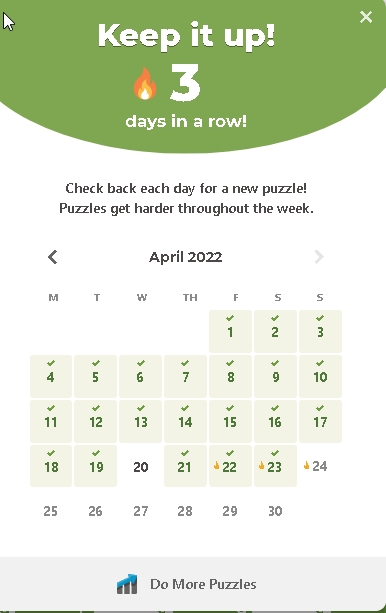 Keep it up!
3
days in a row!
Check back each day for a new puzzle!
Puzzles get harder throughout the week.
April 2022
M T W TH F S S
1 2 3
4 5 6 7 8 9 10
11 12 13 14 15 16 17
18 19 20 21 22 23 24
25 26 27 28 29 30
Do More Puzzles